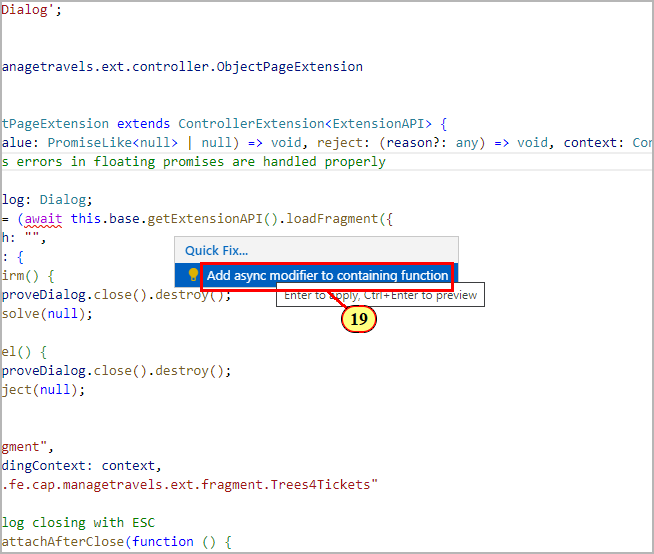 Dialog';
anagetravels.ext.controller.ObjectPageExtension
tPageExtension extends ControllerExtension<ExtensionAPI> {
alue: PromiseLike<null> | null) => void, reject: (reason?: any) => void, context: Con
s errors in floating promises are handled properly
log: Dialog;
= (await this.base.getExtensionAPI().loadFragment({
h: "",
: {
irm() {
proveDialog.close().destroy();
solve(null);
el() {
proveDialog.close().destroy();
ject(null);
gment",
dingContext: context,
.fe.cap.managetravels.ext.fragment.Trees4Tickets"
log closing with ESC
attachAfterClose(function () {
Quick Fix...
Add async modifier to containing function
Enter to apply, Ctrl+Enter to preview
19